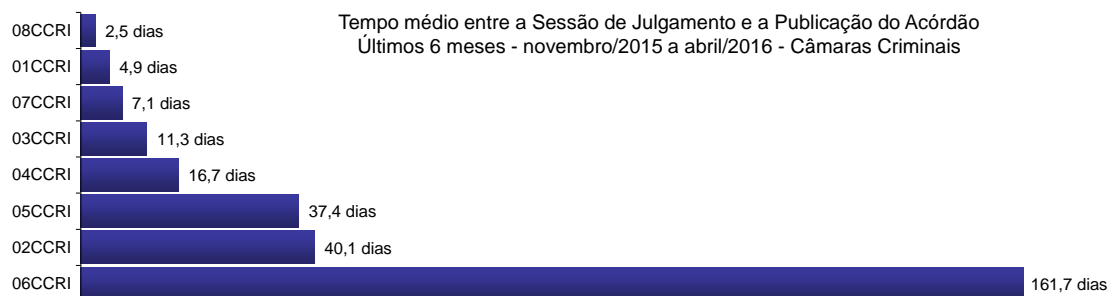 Tempo médio entre a Sessão de Julgamento e a Publicação do Acórdão
Últimos 6 meses - novembro/2015 a abril/2016 - Câmaras Criminais
08CCRI 2,5 dias
01CCRI 4,9 dias
07CCRI 7,1 dias
03CCRI 11,3 dias
04CCRI 16,7 dias
05CCRI 37,4 dias
02CCRI 40,1 dias
06CCRI 161,7 dias